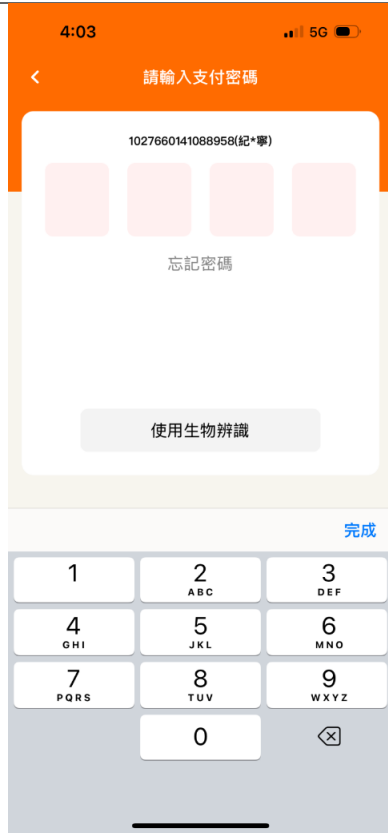 4:03 5G
請輸入支付密碼
1027660141088958(紀*寧)
忘記密碼
使用生物辨識
完成
1 2 3
ABC DEF
4 5 6
GHI JKL MNO
7 8 9
PQRS TUV WXYZ
0